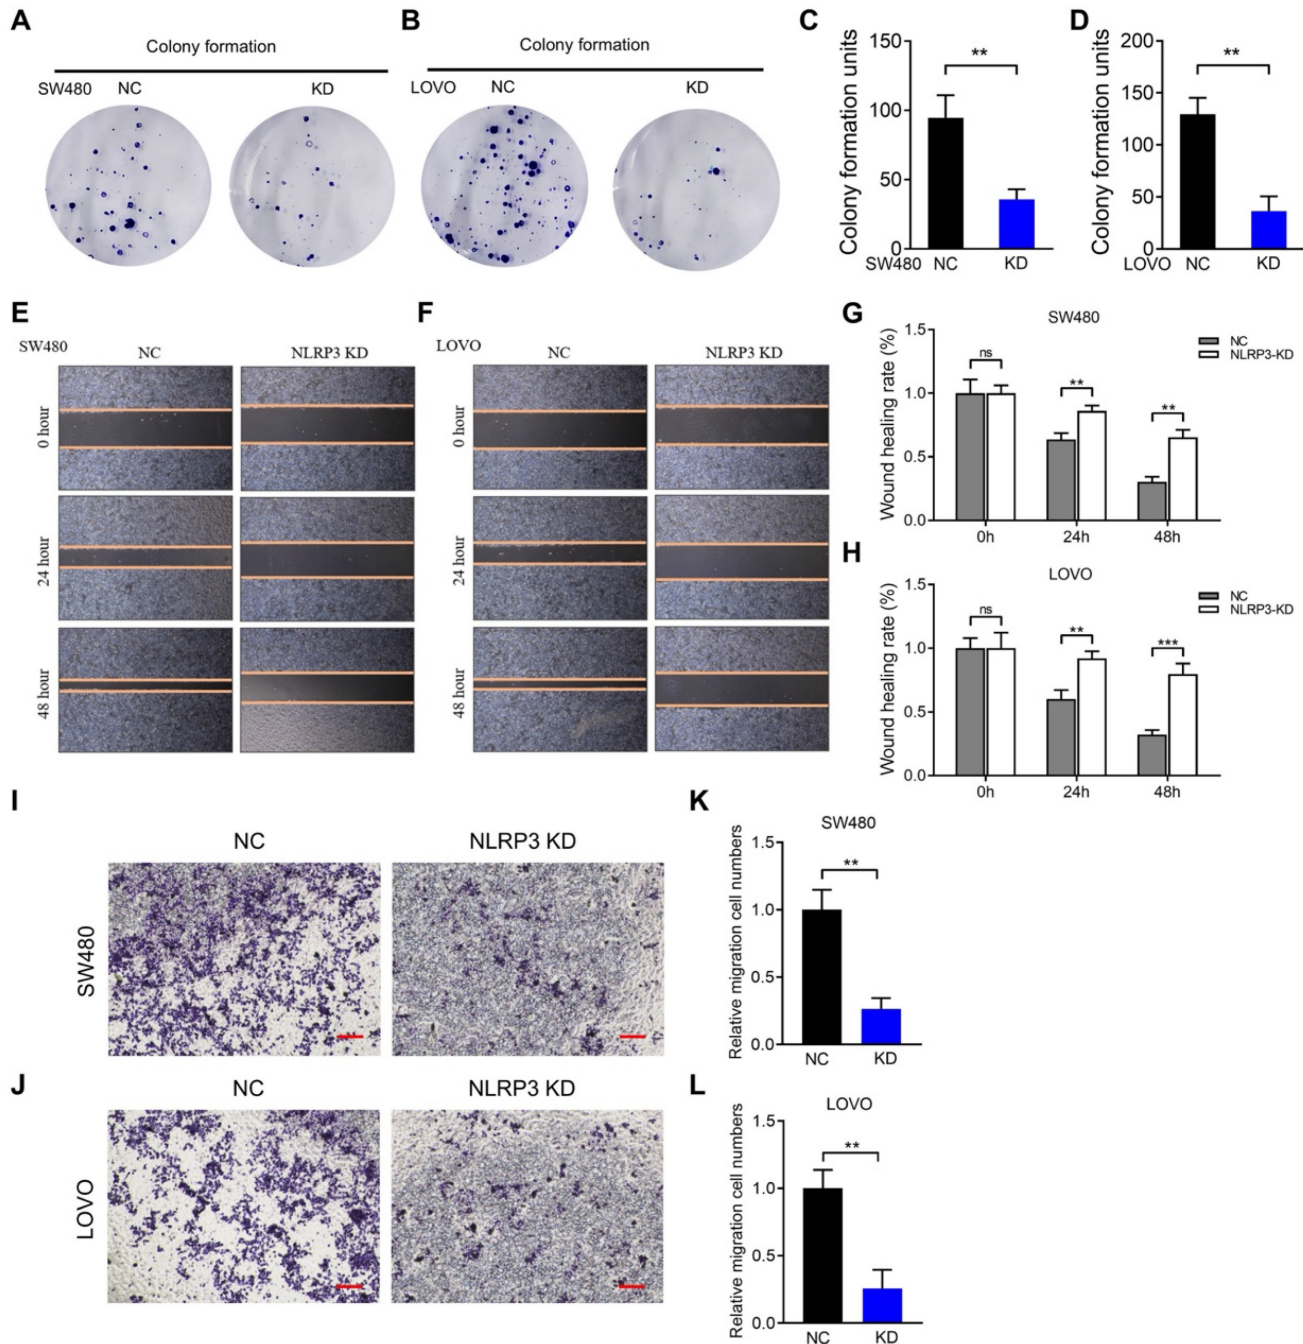 A
Colony formation
SW480 NC KD
B
Colony formation
LOVO NC KD
C
Colony formation units
150
100
50
0
**
SW480 NC KD
D
Colony formation units
200
150
100
50
0
**
LOVO NC KD
E
SW480
NC NLRP3 KD
0 hour
24 hour
48 hour
F
LOVO
NC NLRP3 KD
0 hour
24 hour
48 hour
G
SW480
Wound healing rate (%)
1.5
1.0
0.5
0.0
ns
**
**
0h 24h 48h
NC
NLRP3-KD
H
LOVO
Wound healing rate (%)
1.5
1.0
0.5
0.0
ns
**
***
0h 24h 48h
NC
NLRP3-KD
I
NC NLRP3 KD
SW480
J
NC NLRP3 KD
LOVO
K
SW480
Relative migration cell numbers
1.5
1.0
0.5
0.0
**
NC KD
L
LOVO
Relative migration cell numbers
1.5
1.0
0.5
0.0
**
NC KD